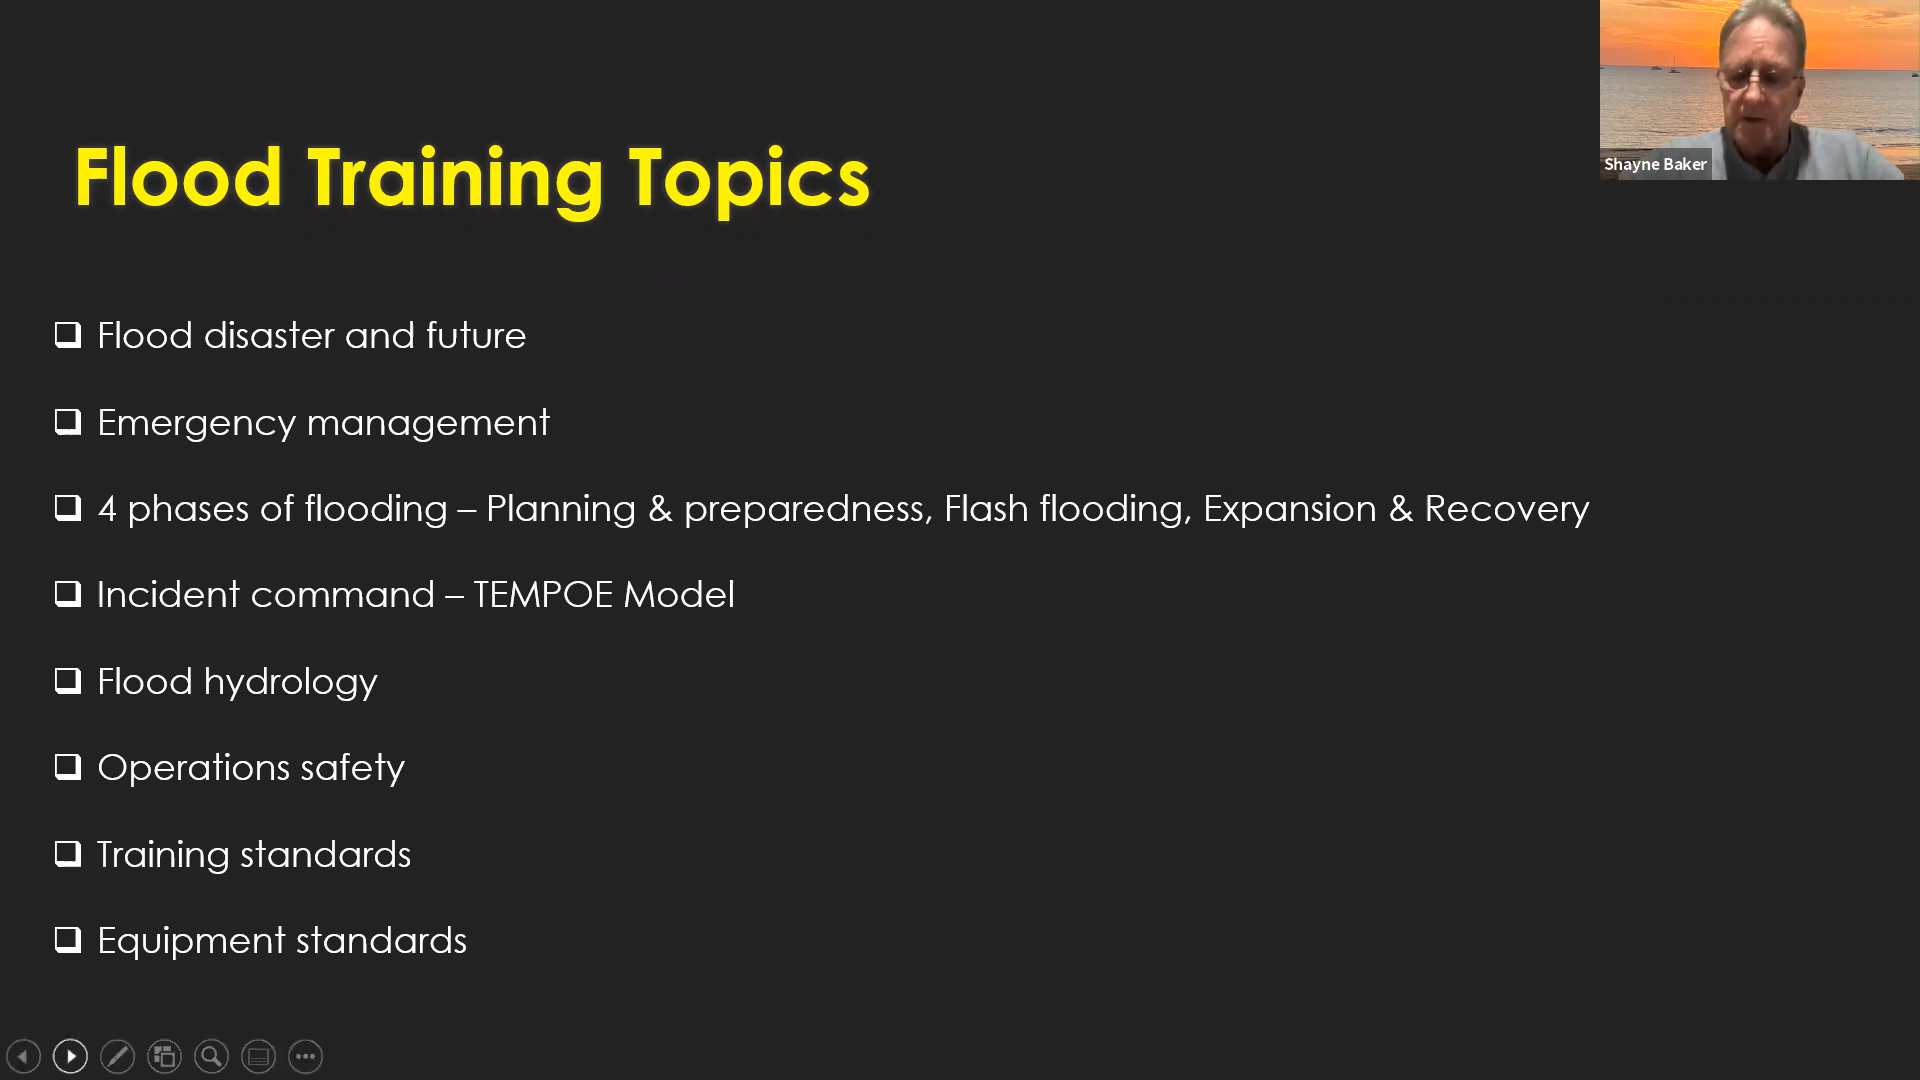 Flood Training Topics
Shayne Baker
Flood disaster and future
Emergency management
4 phases of flooding – Planning & preparedness, Flash flooding, Expansion & Recovery
Incident command – TEMPOE Model
Flood hydrology
Operations safety
Training standards
Equipment standards